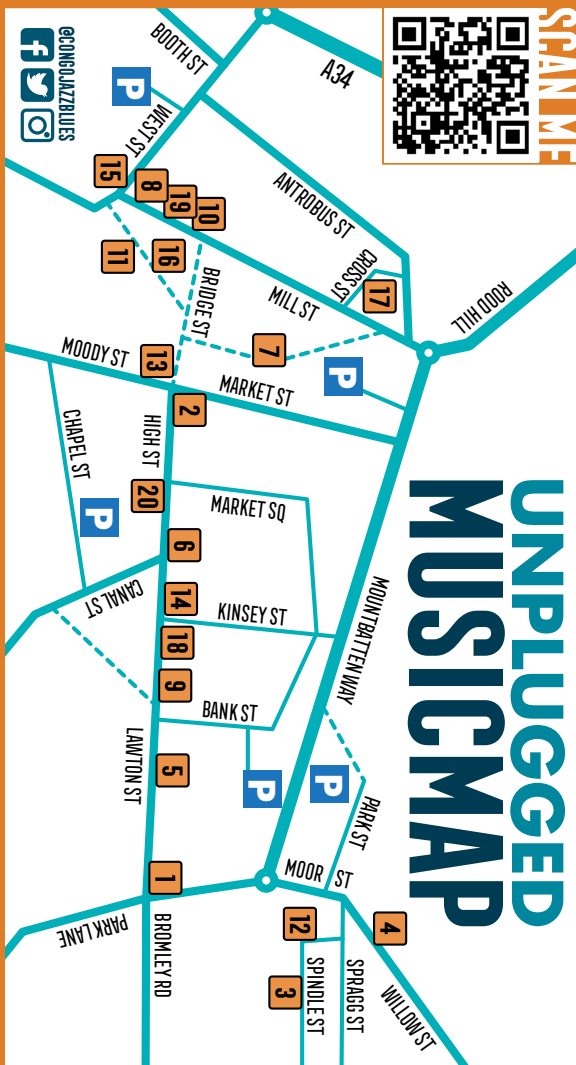 SCAN ME
UNPLUGGED
MUSICMAP
@CONGOJAZZBLUES
A34
BOOTH ST
P
WEST ST
ANTROBUS ST
CROSS ST
ROOD HILL
MILL ST
BRIDGE ST
MOODY ST
MARKET ST
P
HIGH ST
CHAPEL ST
P
MARKET SQ
CANAL ST
KINSEY ST
MOUNTBATTEN WAY
BANK ST
P
P
LAWTON ST
PARK ST
MOOR ST
PARK LANE
BROMLEY RD
SPINDLE ST
SPRAGG ST
WILLOW ST
15
8
19
10
11
16
17
7
13
2
20
6
14
18
9
5
1
12
4
3